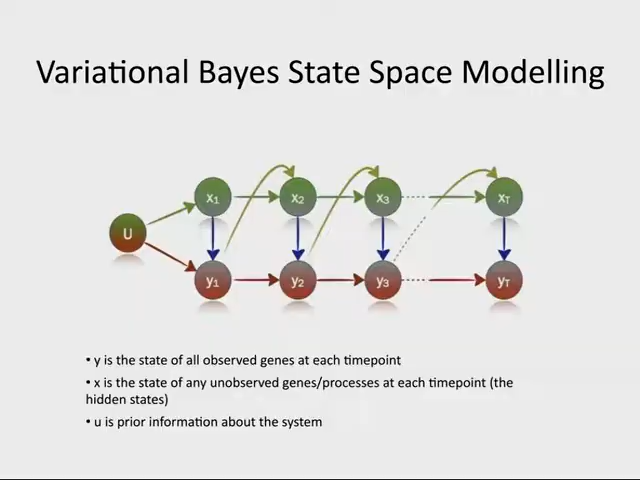 Variational Bayes State Space Modelling
x₁ x₂ x₃ x_T
U
y₁ y₂ y₃ y_T
• y is the state of all observed genes at each timepoint
• x is the state of any unobserved genes/processes at each timepoint (the
hidden states)
• u is prior information about the system